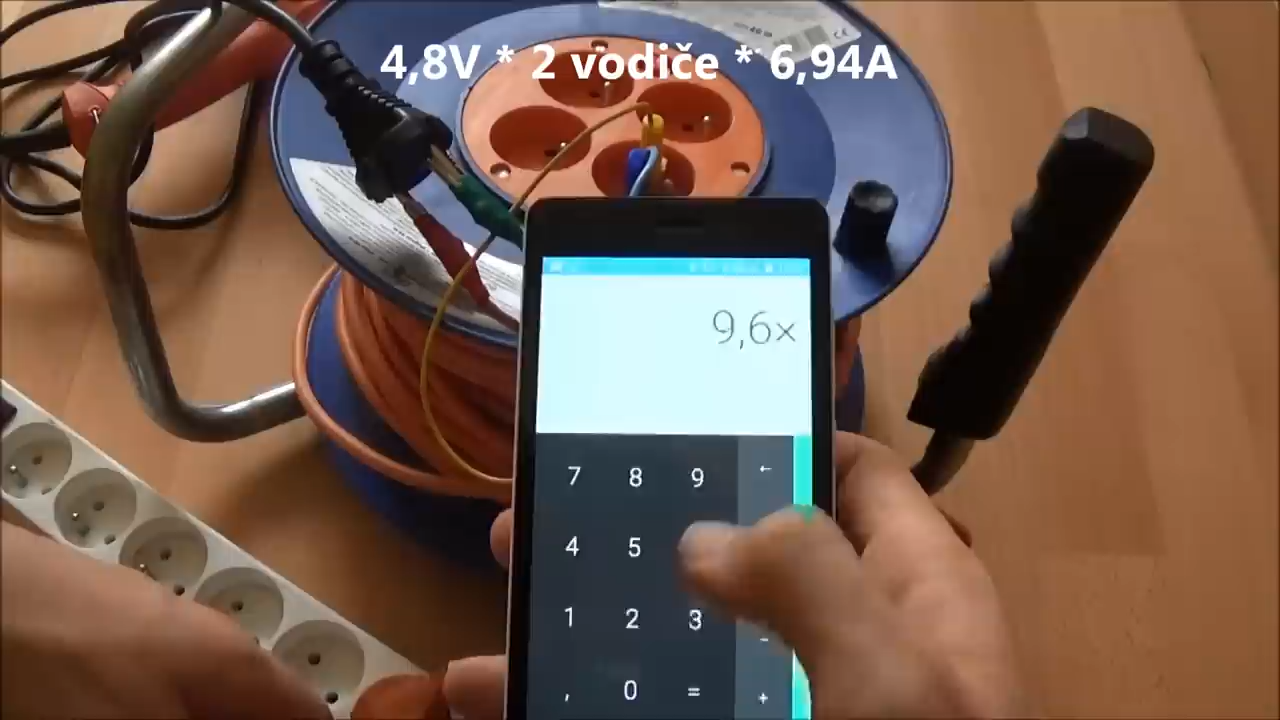 4,8V * 2 vodiče * 6,94A
9,6×
7 8 9 ←
4 5
1 2 3 -
, 0 = +